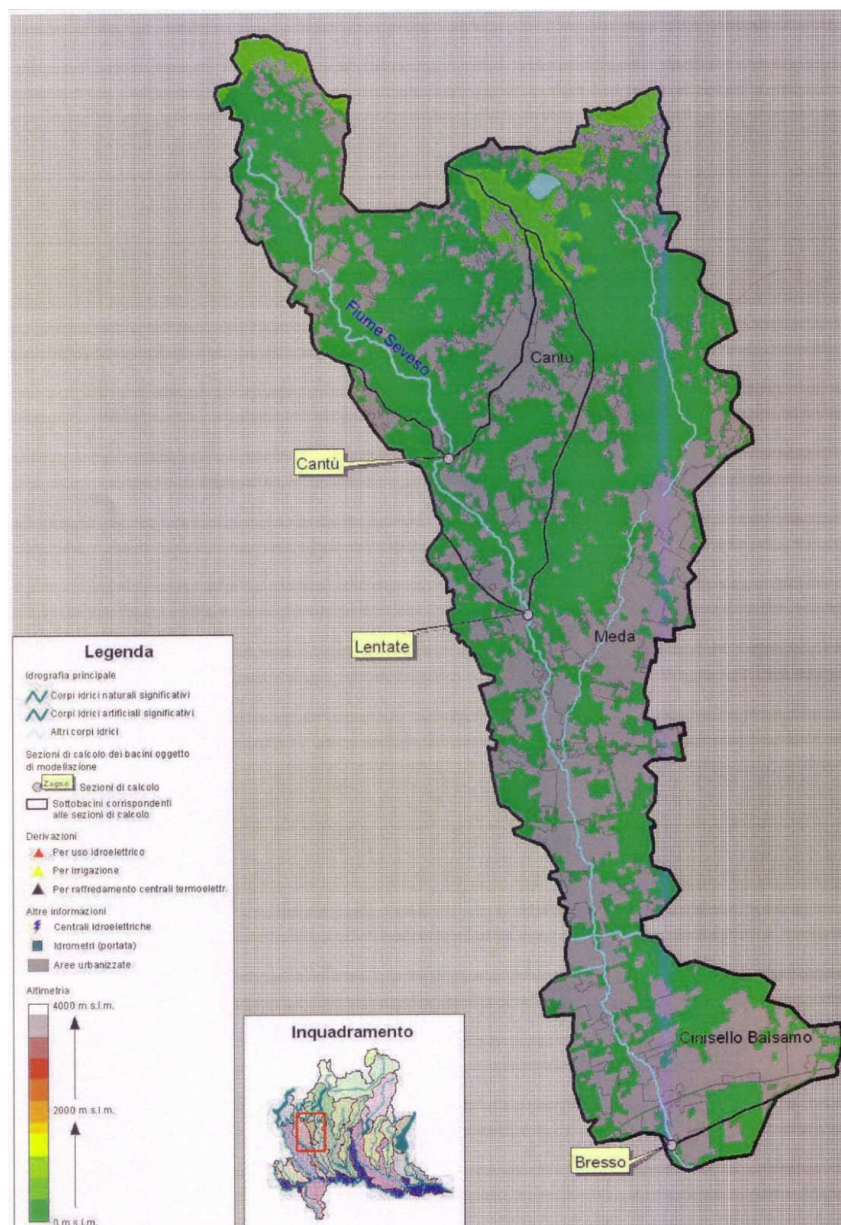 Fiume Seveso
Cantù
Cantù
Lentate
Meda
Cinisello Balsamo
Bresso
Legenda
Idrografia principale
Corpi idrici naturali significativi
Corpi idrici artificiali significativi
Altri corpi idrici
Sezioni di calcolo dei bacini oggetto
di modellazione
Zogno Sezioni di calcolo
Sottobacini corrispondenti
alle sezioni di calcolo
Derivazioni
Per uso idroelettrico
Per irrigazione
Per raffredamento centrali termoelettr.
Altre informazioni
Centrali idroelettriche
Idrometri (portata)
Aree urbanizzate
Altimetria
4000 m s.l.m.
2000 m s.l.m.
0 m s.l.m.
Inquadramento